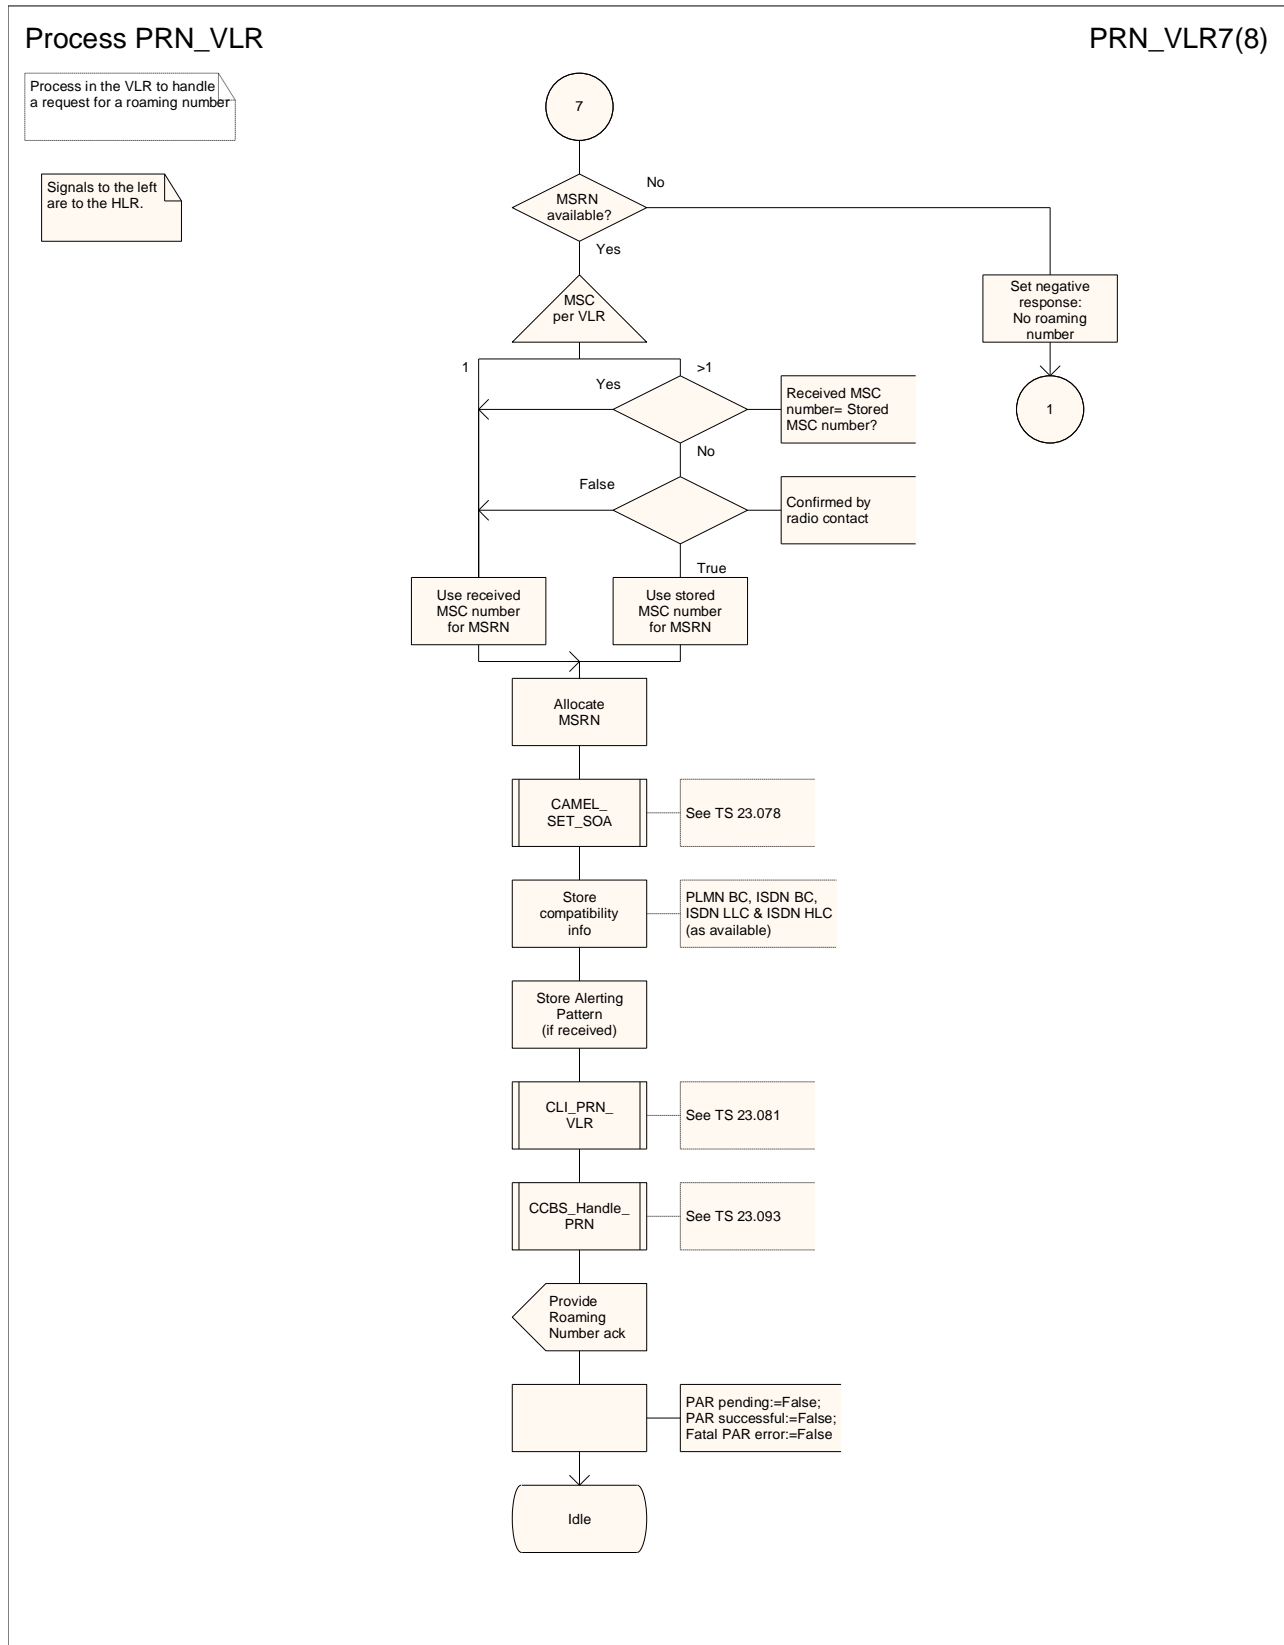 Process PRN_VLR
PRN_VLR7(8)
Process in the VLR to handle
a request for a roaming number
Signals to the left
are to the HLR.
7
MSRN
available?
No
Yes
MSC
per VLR
Set negative
response:
No roaming
number
1
1
>1
Yes
Received MSC
number= Stored
MSC number?
No
False
Confirmed by
radio contact
True
Use received
MSC number
for MSRN
Use stored
MSC number
for MSRN
Allocate
MSRN
CAMEL_
SET_SOA
See TS 23.078
Store
compatibility
info
PLMN BC, ISDN BC,
ISDN LLC & ISDN HLC
(as available)
Store Alerting
Pattern
(if received)
CLI_PRN_
VLR
See TS 23.081
CCBS_Handle_
PRN
See TS 23.093
Provide
Roaming
Number ack
PAR pending:=False;
PAR successful:=False;
Fatal PAR error:=False
Idle